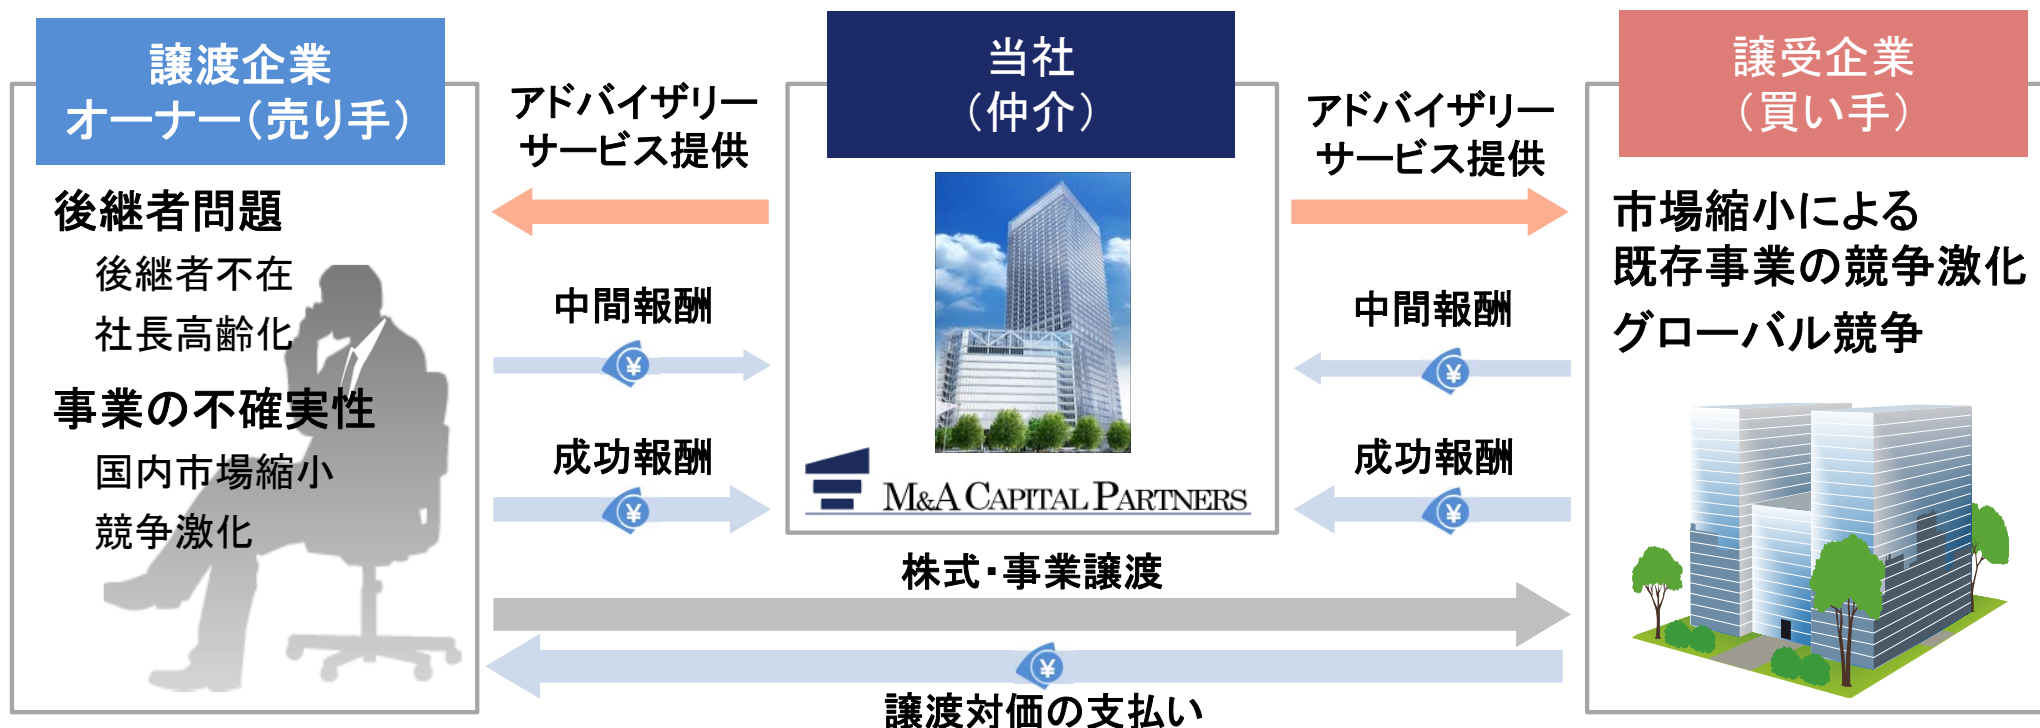 譲渡企業
オーナー(売り手)
後継者問題
後継者不在
社長高齢化
事業の不確実性
国内市場縮小
競争激化
アドバイザリー
サービス提供
中間報酬
¥
成功報酬
¥
当社
(仲介)
M&A CAPITAL PARTNERS
アドバイザリー
サービス提供
中間報酬
¥
成功報酬
¥
譲受企業
(買い手)
市場縮小による
既存事業の競争激化
グローバル競争
株式・事業譲渡
¥
譲渡対価の支払い